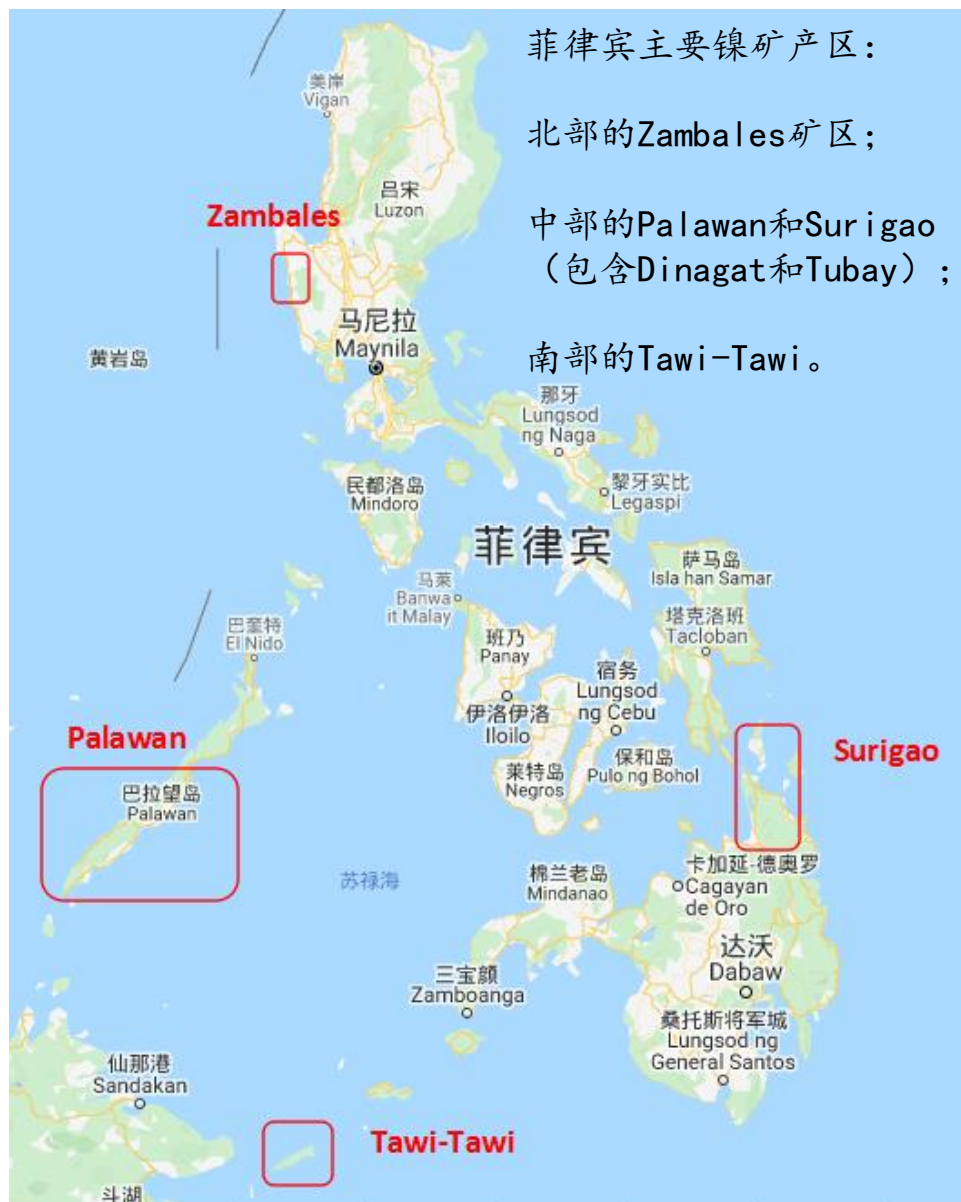 菲律宾主要镍矿产区：
北部的Zambales矿区；
中部的Palawan和Surigao
（包含Dinagat和Tubay）；
南部的Tawi-Tawi。
美岸
Vigan
吕宋
Luzon
Zambales
马尼拉
Maynila
黄岩岛
那牙
Lungsod
ng Naga
黎牙实比
Legaspi
民都洛岛
Mindoro
菲律宾
萨马岛
Isla han Samar
马莱
Banwa
it Malay
塔克洛班
Tacloban
巴奎特
El Nido
班乃
Panay
宿务
Lungsod
ng Cebu
伊洛伊洛
Iloilo
保和岛
Pulo ng Bohol
莱特岛
Negros
Palawan
Surigao
巴拉望岛
Palawan
苏禄海
棉兰老岛
Mindanao
卡加延-德奥罗
Cagayan
de Oro
达沃
Dabaw
三宝颜
Zamboanga
桑托斯将军城
Lungsod ng
General Santos
仙那港
Sandakan
Tawi-Tawi
斗湖